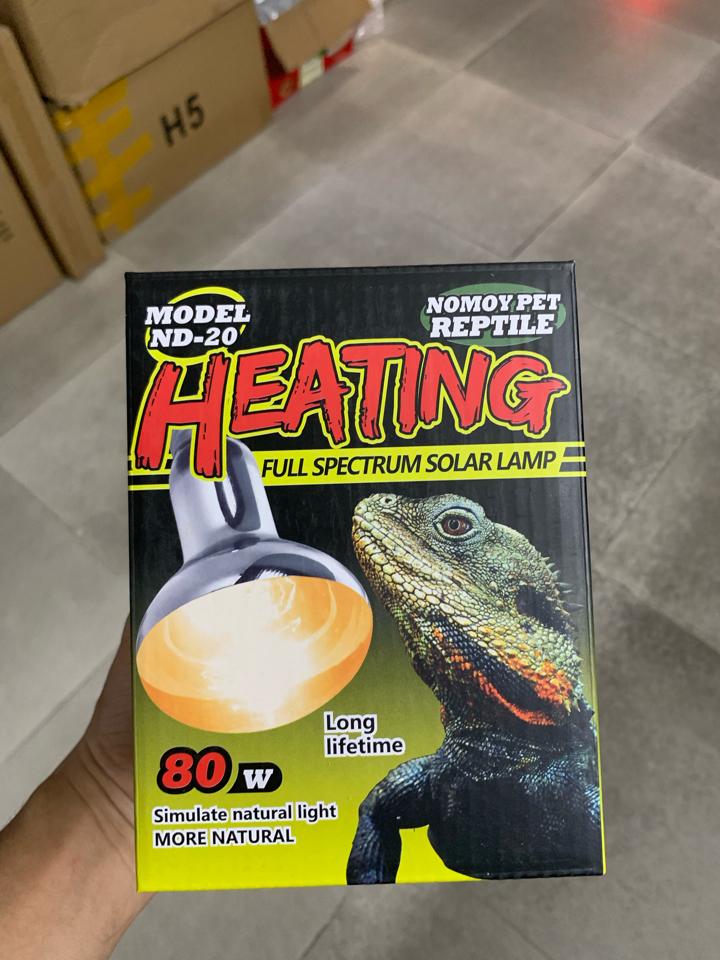 H5
MODEL
ND-20
NOMOY PET
REPTILE
HEATING
FULL SPECTRUM SOLAR LAMP
Long
lifetime
80 W
Simulate natural light
MORE NATURAL